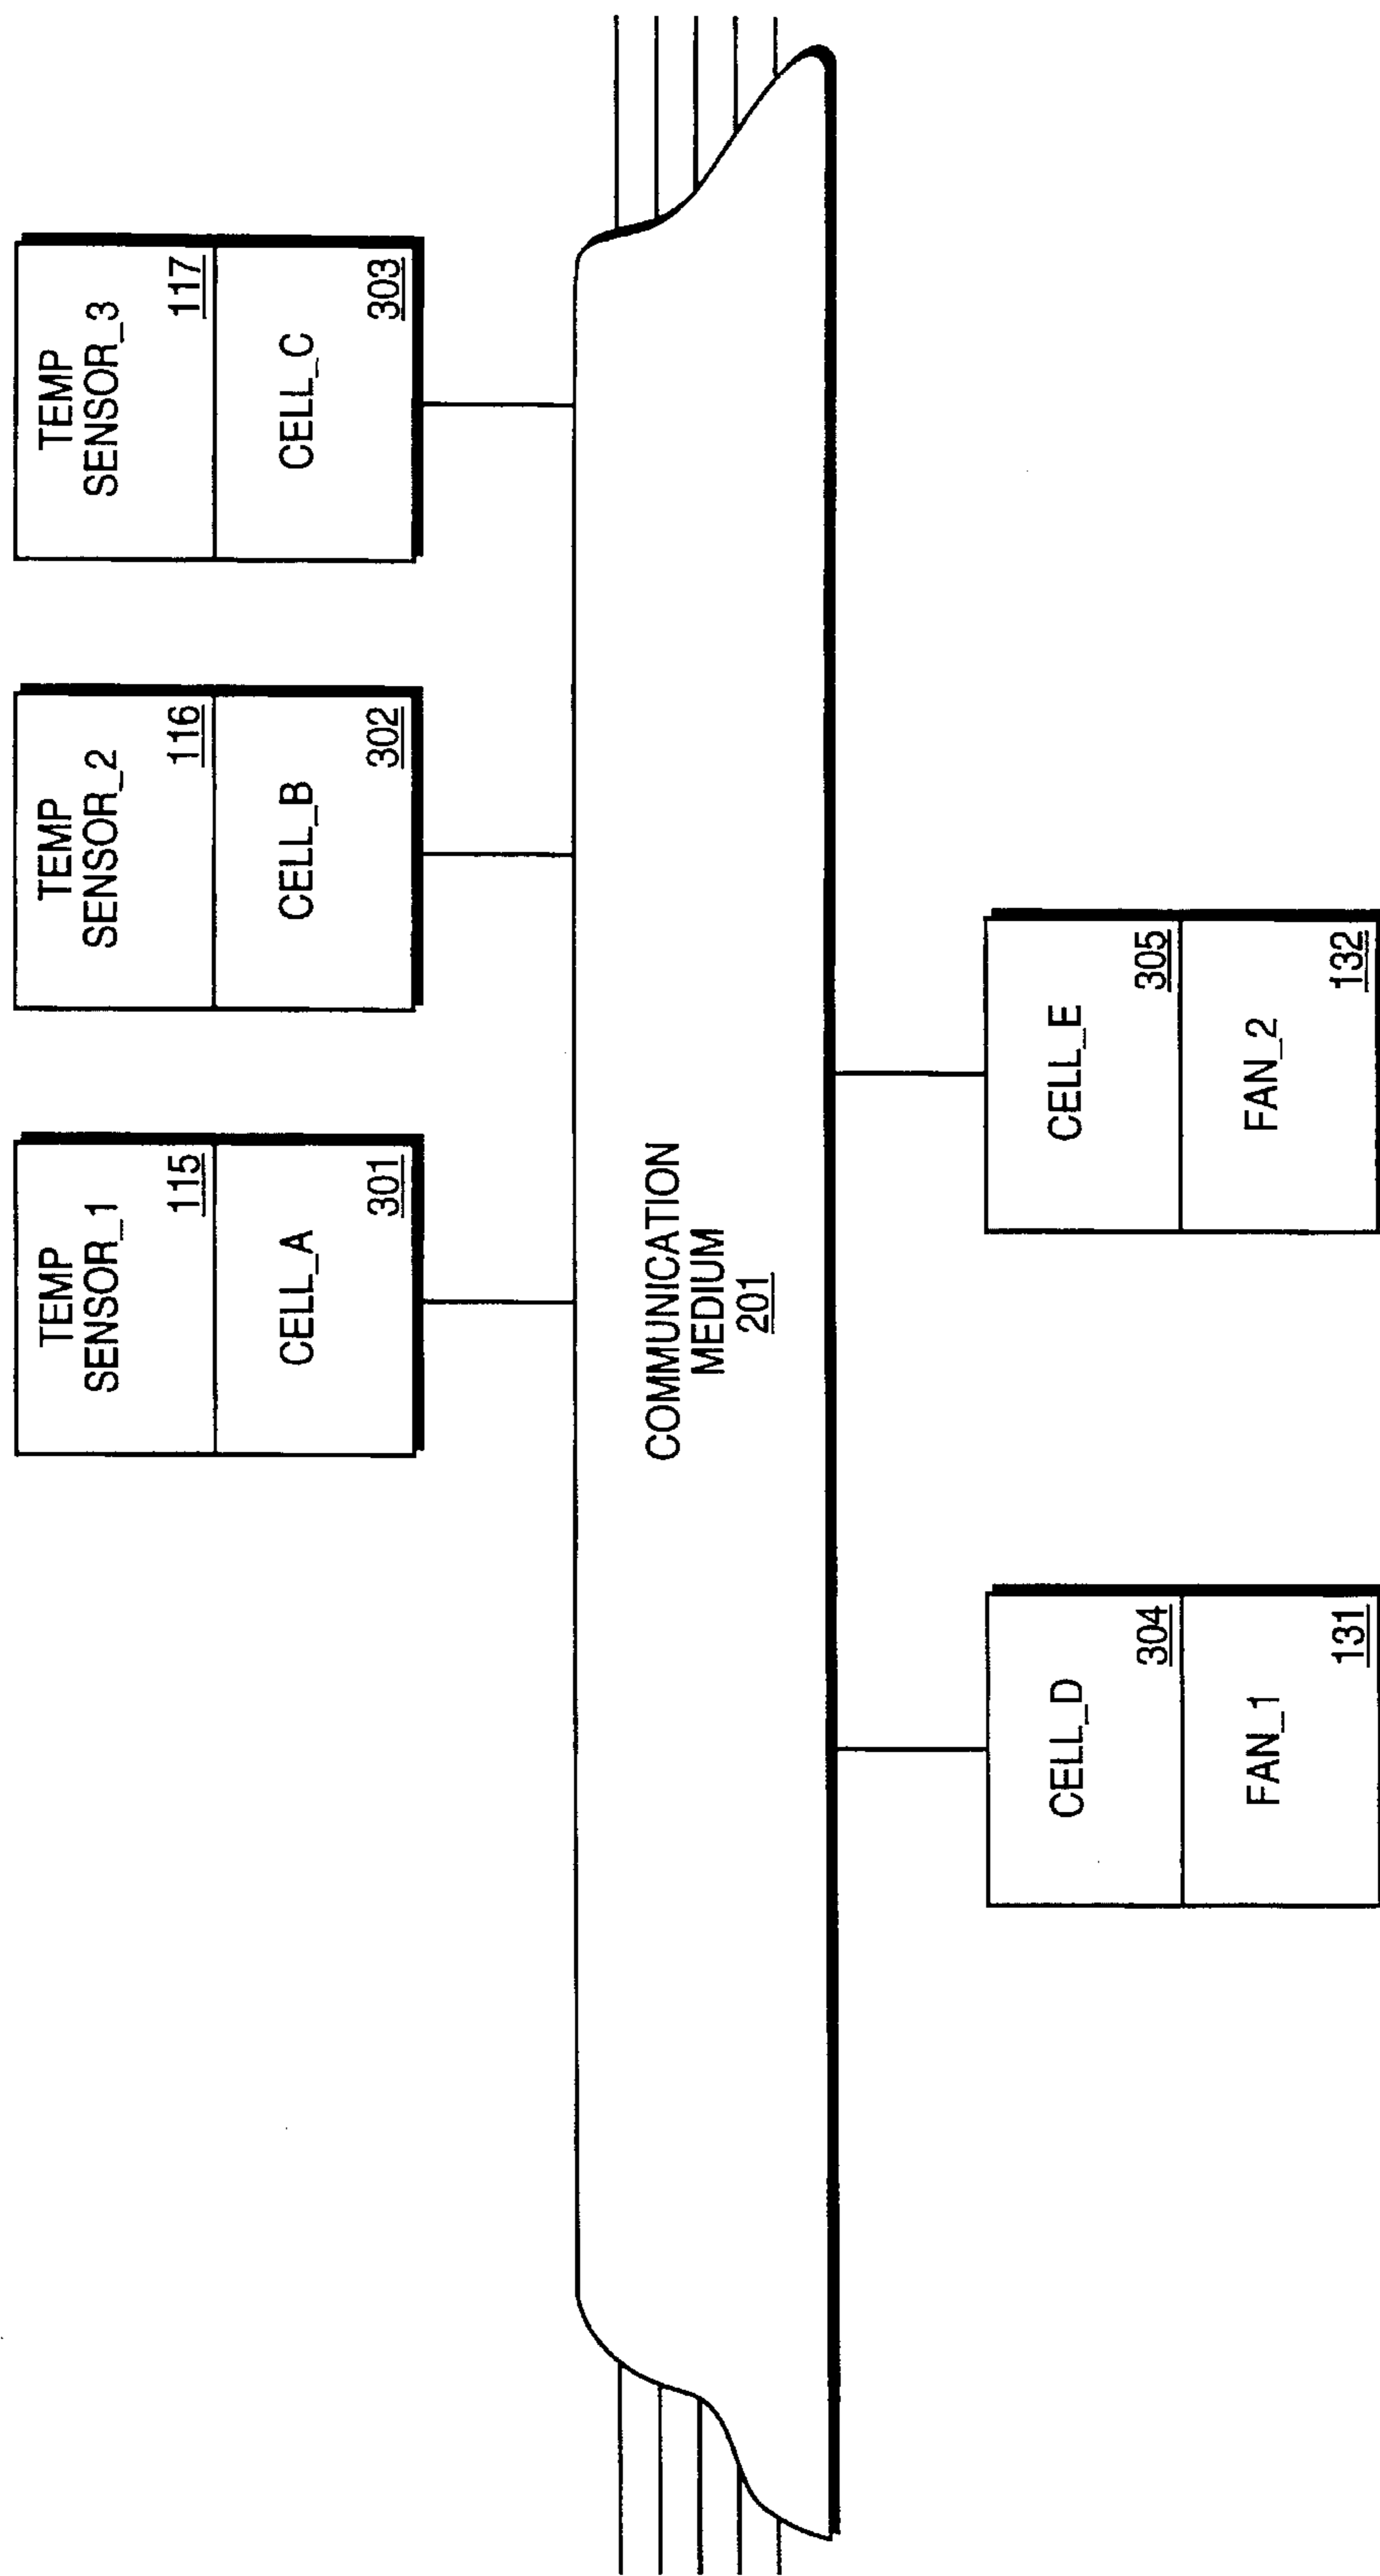 TEMP
SENSOR_1
115
CELL_A
301
TEMP
SENSOR_2
116
CELL_B
302
TEMP
SENSOR_3
117
CELL_C
303
COMMUNICATION
MEDIUM
201
CELL_D
304
FAN_1
131
CELL_E
305
FAN_2
132